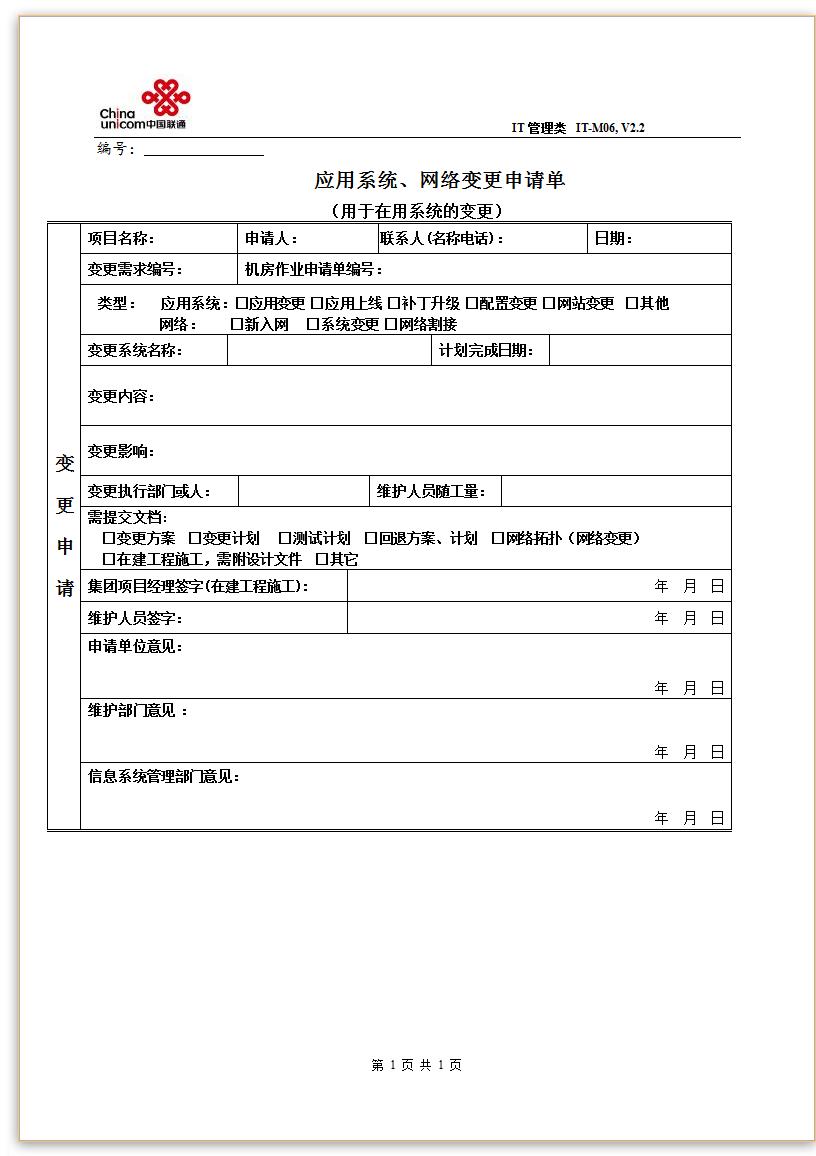 China
unicom中国联通
IT管理类 IT-M06, V2.2
编号：
应用系统、网络变更申请单
（用于在用系统的变更）
变更申请
项目名称： 申请人： 联系人(名称电话)： 日期：
变更需求编号： 机房作业申请单编号：
类型： 应用系统：□应用变更 □应用上线 □补丁升级 □配置变更 □网站变更 □其他
网络： □新入网 □系统变更 □网络割接
变更系统名称： 计划完成日期：
变更内容：
变更影响：
变更执行部门或人： 维护人员随工量：
需提交文档：
□变更方案 □变更计划 □测试计划 □回退方案、计划 □网络拓扑（网络变更）
□在建工程施工，需附设计文件 □其它
集团项目经理签字(在建工程施工)： 年 月 日
维护人员签字： 年 月 日
申请单位意见：
年 月 日
维护部门意见 ：
年 月 日
信息系统管理部门意见：
年 月 日
第 1 页 共 1 页